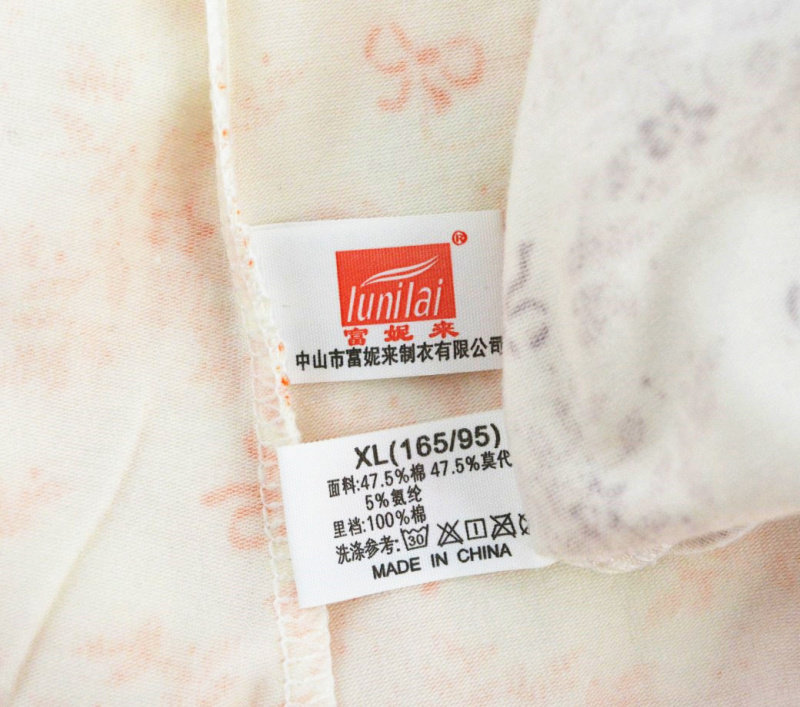 ®
lunilai
富妮来
中山市富妮来制衣有限公司
XL(165/95)
面料:47.5%棉 47.5%莫代
5%氨纶
里裆:100%棉
洗涤参考: 30
MADE IN CHINA